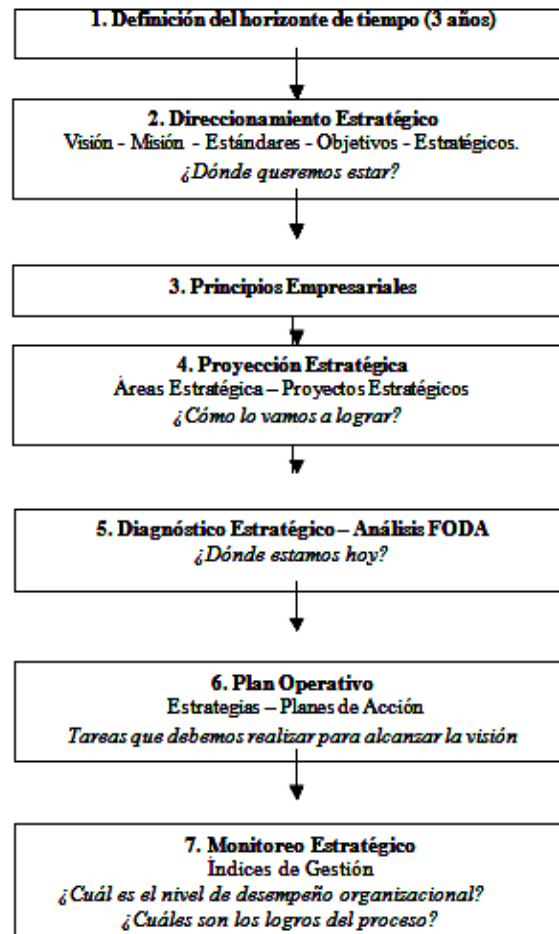 1. Definición del horizonte de tiempo (3 años)
2. Direccionamiento Estratégico
Visión - Misión - Estándares - Objetivos - Estratégicos.
¿Dónde queremos estar?
3. Principios Empresariales
4. Proyección Estratégica
Áreas Estratégica – Proyectos Estratégicos
¿Cómo lo vamos a lograr?
5. Diagnóstico Estratégico – Análisis FODA
¿Dónde estamos hoy?
6. Plan Operativo
Estrategias – Planes de Acción
Tareas que debemos realizar para alcanzar la visión
7. Monitoreo Estratégico
Índices de Gestión
¿Cuál es el nivel de desempeño organizacional?
¿Cuáles son los logros del proceso?